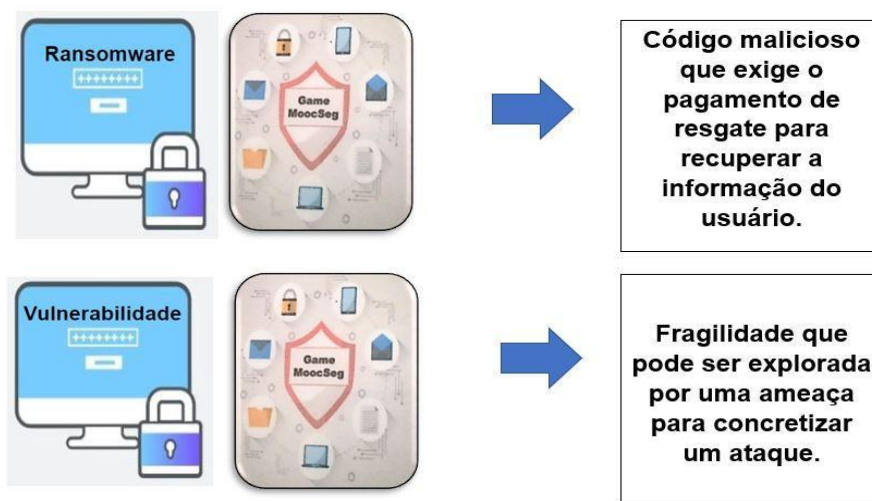 Ransomware
++++++++
Game
MoocSeg
Código malicioso
que exige o
pagamento de
resgate para
recuperar a
informação do
usuário.
Vulnerabilidade
++++++++
Game
MoocSeg
Fragilidade que
pode ser explorada
por uma ameaça
para concretizar
um ataque.